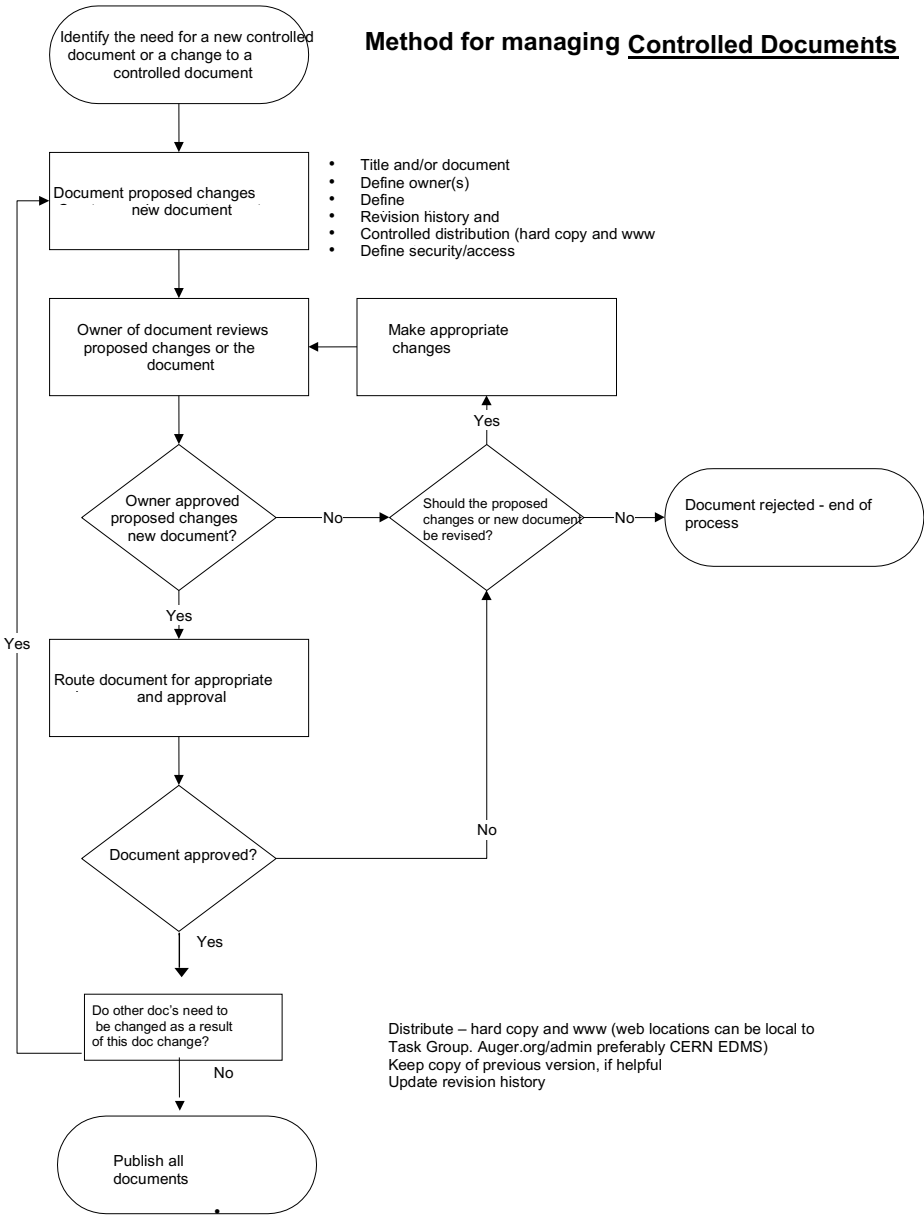 Method for managing Controlled Documents
Identify the need for a new controlled
document or a change to a
controlled document
Document proposed changes
new document
• Title and/or document
• Define owner(s)
• Define
• Revision history and
• Controlled distribution (hard copy and www
• Define security/access
Owner of document reviews
proposed changes or the
document
Make appropriate
changes
Yes
Owner approved
proposed changes
new document?
No
Should the proposed
changes or new document
be revised?
No
Document rejected - end of
process
Yes
Yes
Route document for appropriate
and approval
No
Document approved?
Yes
Do other doc's need to
be changed as a result
of this doc change?
No
Distribute – hard copy and www (web locations can be local to
Task Group. Auger.org/admin preferably CERN EDMS)
Keep copy of previous version, if helpful
Update revision history
Publish all
documents
•